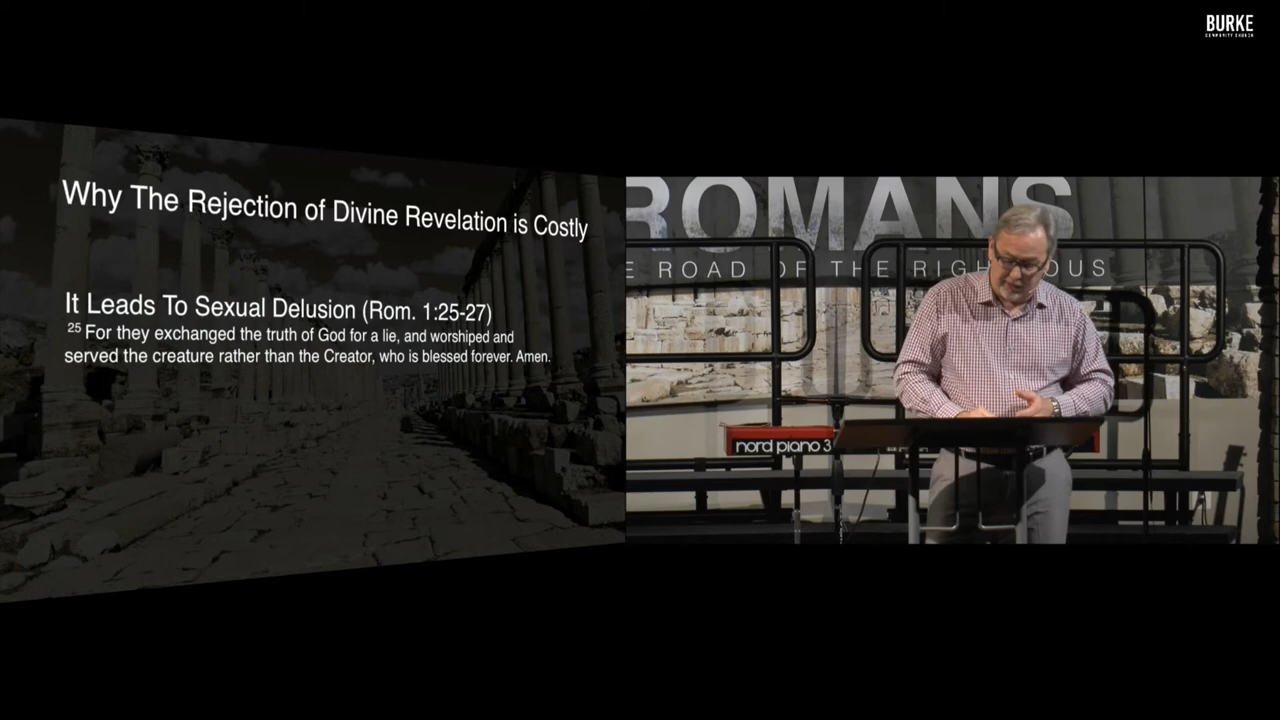 BURKE
COMMUNITY CHURCH
Why The Rejection of Divine Revelation is Costly
It Leads To Sexual Delusion (Rom. 1:25-27)
25 For they exchanged the truth of God for a lie, and worshiped and
served the creature rather than the Creator, who is blessed forever. Amen.
ROMANS
E ROAD OF THE RIGH OUS
nord piano 3